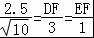 2.5/√10 = DF/3 = EF/1